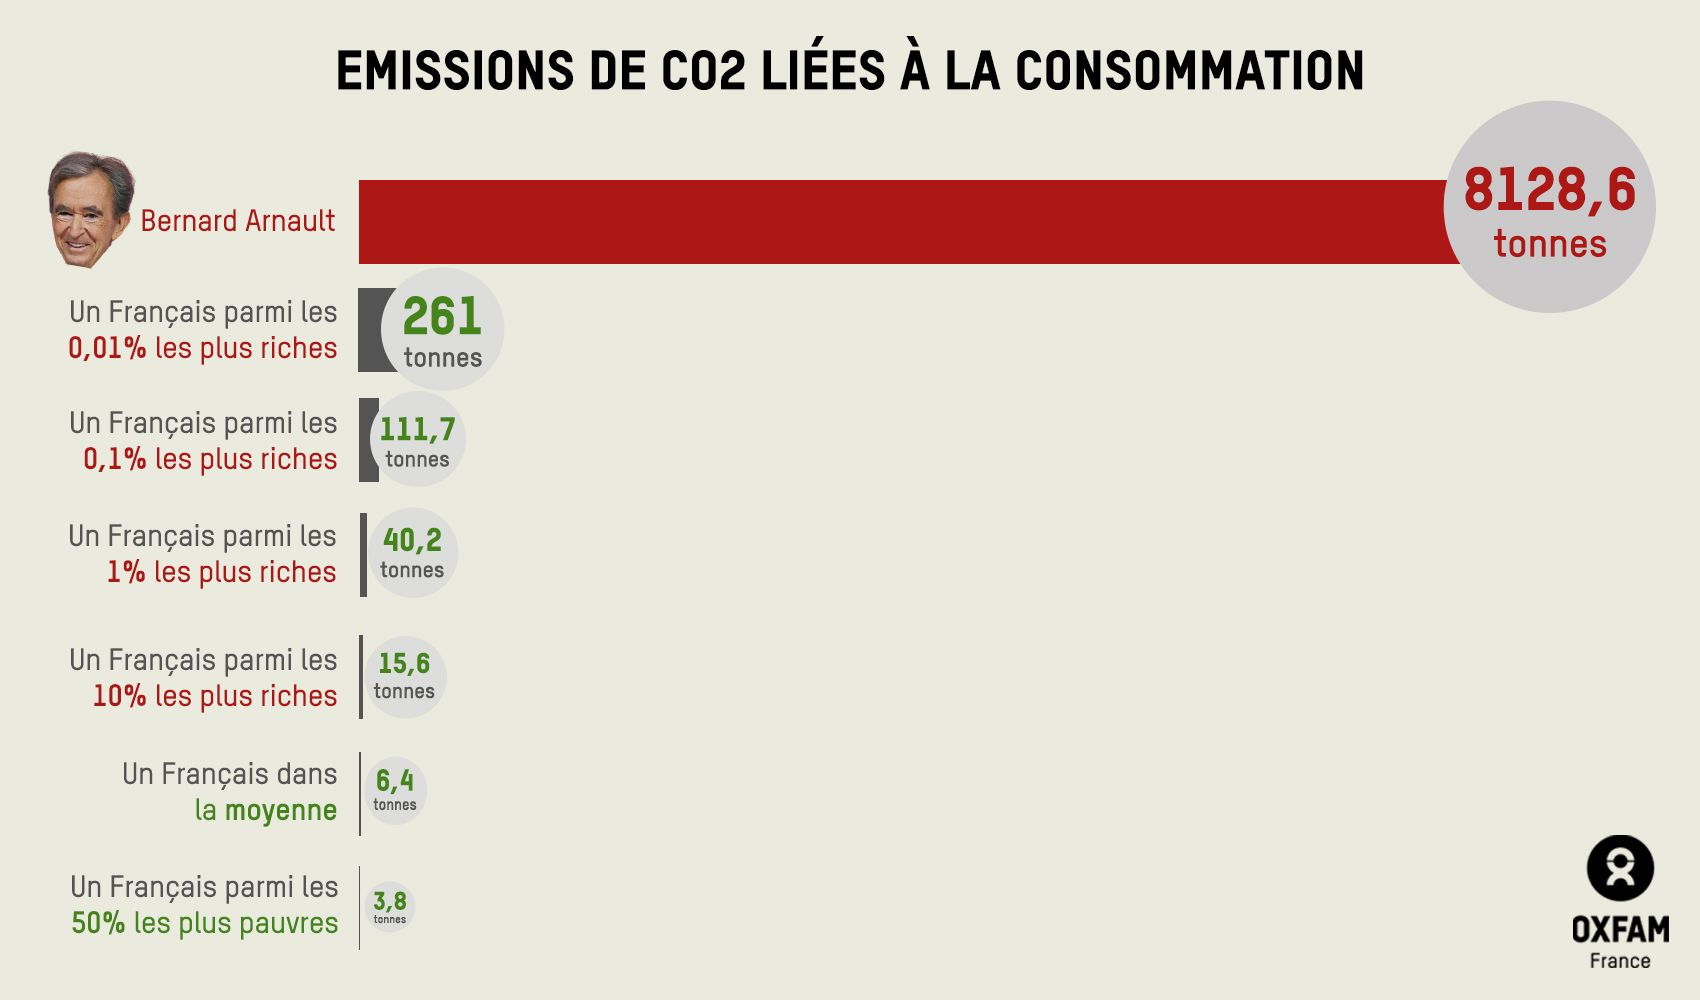 EMISSIONS DE CO2 LIÉES À LA CONSOMMATION
Bernard Arnault
8128,6
tonnes
Un Français parmi les
0,01% les plus riches
261
tonnes
Un Français parmi les
0,1% les plus riches
111,7
tonnes
Un Français parmi les
1% les plus riches
40,2
tonnes
Un Français parmi les
10% les plus riches
15,6
tonnes
Un Français dans
la moyenne
6,4
tonnes
Un Français parmi les
50% les plus pauvres
3,8
tonnes
OXFAM
France